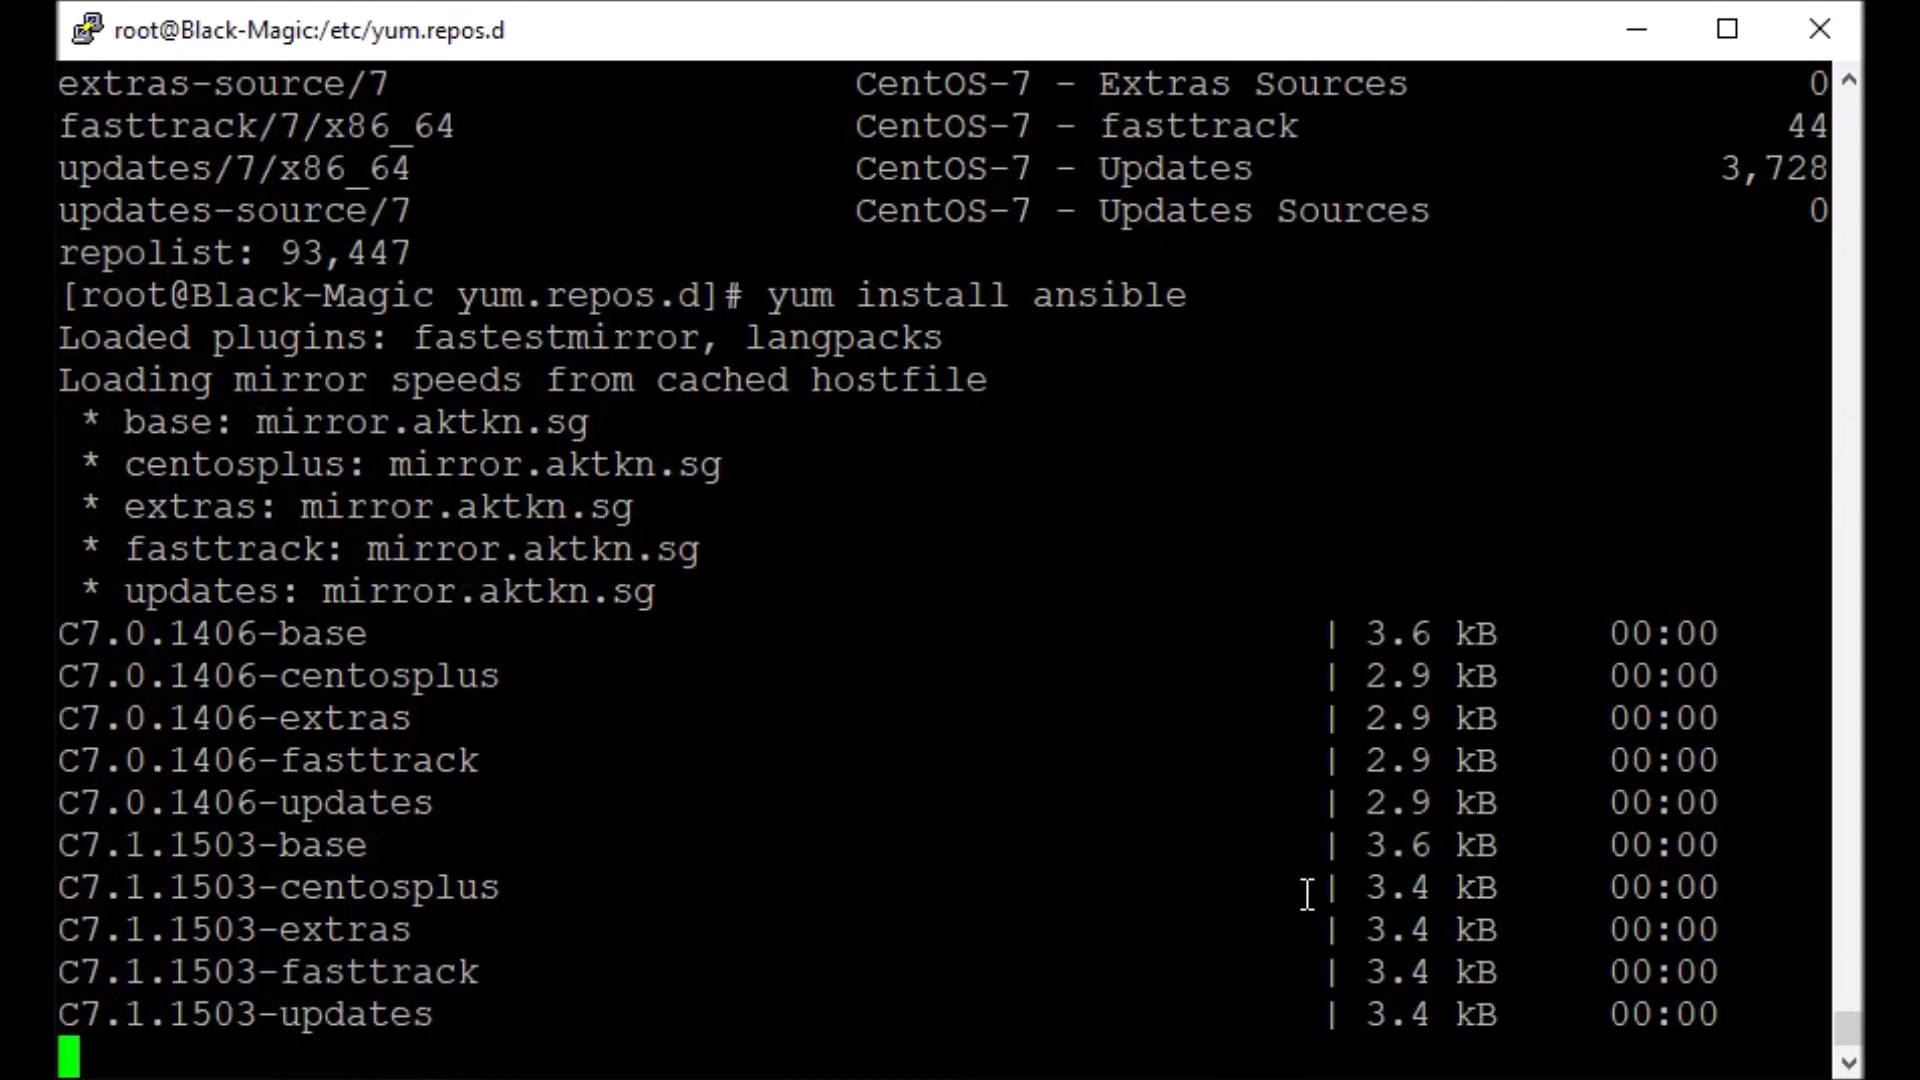 root@Black-Magic:/etc/yum.repos.d
extras-source/7 CentOS-7 - Extras Sources 0
fasttrack/7/x86_64 CentOS-7 - fasttrack 44
updates/7/x86_64 CentOS-7 - Updates 3,728
updates-source/7 CentOS-7 - Updates Sources 0
repolist: 93,447
[root@Black-Magic yum.repos.d]# yum install ansible
Loaded plugins: fastestmirror, langpacks
Loading mirror speeds from cached hostfile
* base: mirror.aktkn.sg
* centosplus: mirror.aktkn.sg
* extras: mirror.aktkn.sg
* fasttrack: mirror.aktkn.sg
* updates: mirror.aktkn.sg
C7.0.1406-base | 3.6 kB 00:00
C7.0.1406-centosplus | 2.9 kB 00:00
C7.0.1406-extras | 2.9 kB 00:00
C7.0.1406-fasttrack | 2.9 kB 00:00
C7.0.1406-updates | 2.9 kB 00:00
C7.1.1503-base | 3.6 kB 00:00
C7.1.1503-centosplus | 3.4 kB 00:00
C7.1.1503-extras | 3.4 kB 00:00
C7.1.1503-fasttrack | 3.4 kB 00:00
C7.1.1503-updates | 3.4 kB 00:00